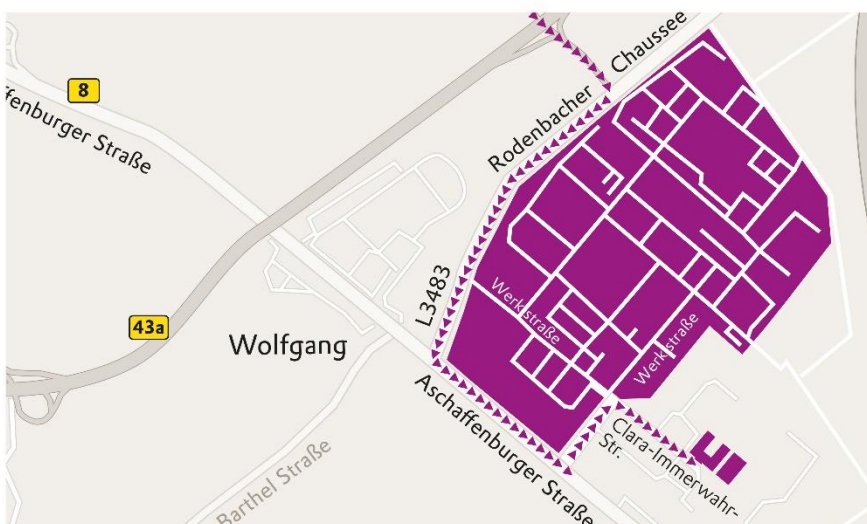 Rodenbacher Chaussee
8
ffenburger Straße
L3483
43a
Wolfgang
Werkstraße
Werkstraße
Aschaffenburger Straße
Clara-Immerwahr-
Str.
Barthel Straße